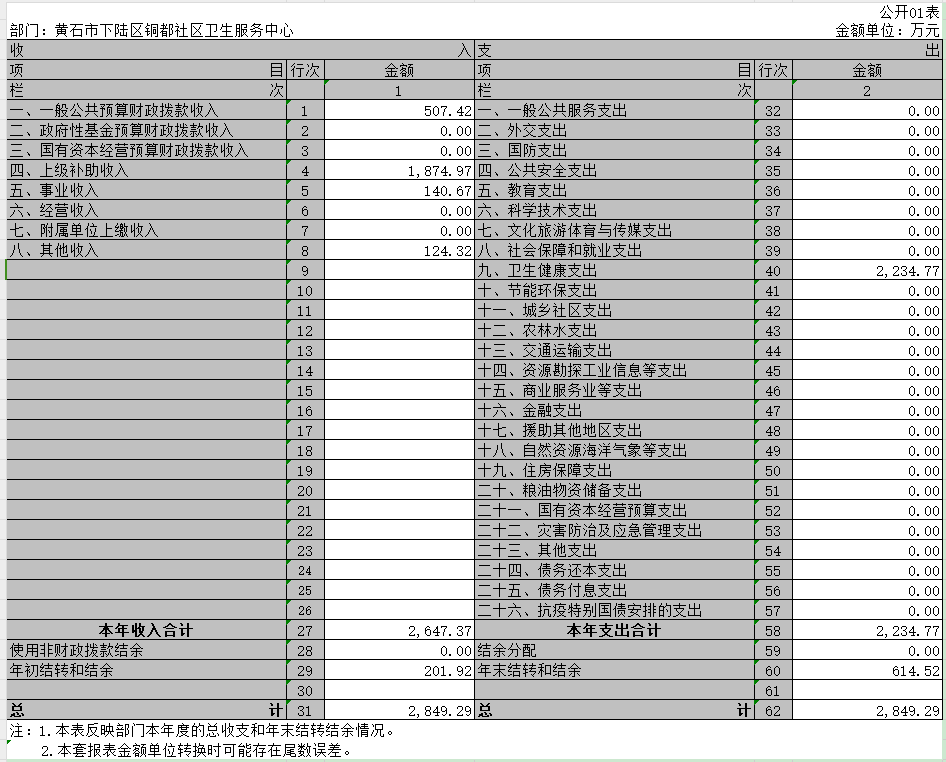 公开01表
部门：黄石市下陆区铜都社区卫生服务中心 金额单位：万元
收 入 支 出
项 目 行次 金额 项 目 行次 金额
栏 次 1 栏 次 2
一、一般公共预算财政拨款收入 1 507.42 一、一般公共服务支出 32 0.00
二、政府性基金预算财政拨款收入 2 0.00 二、外交支出 33 0.00
三、国有资本经营预算财政拨款收入 3 0.00 三、国防支出 34 0.00
四、上级补助收入 4 1,874.97 四、公共安全支出 35 0.00
五、事业收入 5 140.67 五、教育支出 36 0.00
六、经营收入 6 0.00 六、科学技术支出 37 0.00
七、附属单位上缴收入 7 0.00 七、文化旅游体育与传媒支出 38 0.00
八、其他收入 8 124.32 八、社会保障和就业支出 39 0.00
9 九、卫生健康支出 40 2,234.77
10 十、节能环保支出 41 0.00
11 十一、城乡社区支出 42 0.00
12 十二、农林水支出 43 0.00
13 十三、交通运输支出 44 0.00
14 十四、资源勘探工业信息等支出 45 0.00
15 十五、商业服务业等支出 46 0.00
16 十六、金融支出 47 0.00
17 十七、援助其他地区支出 48 0.00
18 十八、自然资源海洋气象等支出 49 0.00
19 十九、住房保障支出 50 0.00
20 二十、粮油物资储备支出 51 0.00
21 二十一、国有资本经营预算支出 52 0.00
22 二十二、灾害防治及应急管理支出 53 0.00
23 二十三、其他支出 54 0.00
24 二十四、债务还本支出 55 0.00
25 二十五、债务付息支出 56 0.00
26 二十六、抗疫特别国债安排的支出 57 0.00
本年收入合计 27 2,647.37 本年支出合计 58 2,234.77
使用非财政拨款结余 28 0.00 结余分配 59 0.00
年初结转和结余 29 201.92 年末结转和结余 60 614.52
30 61
总 计 31 2,849.29 总 计 62 2,849.29
注：1.本表反映部门本年度的总收支和年末结转结余情况。
2.本套报表金额单位转换时可能存在尾数误差。